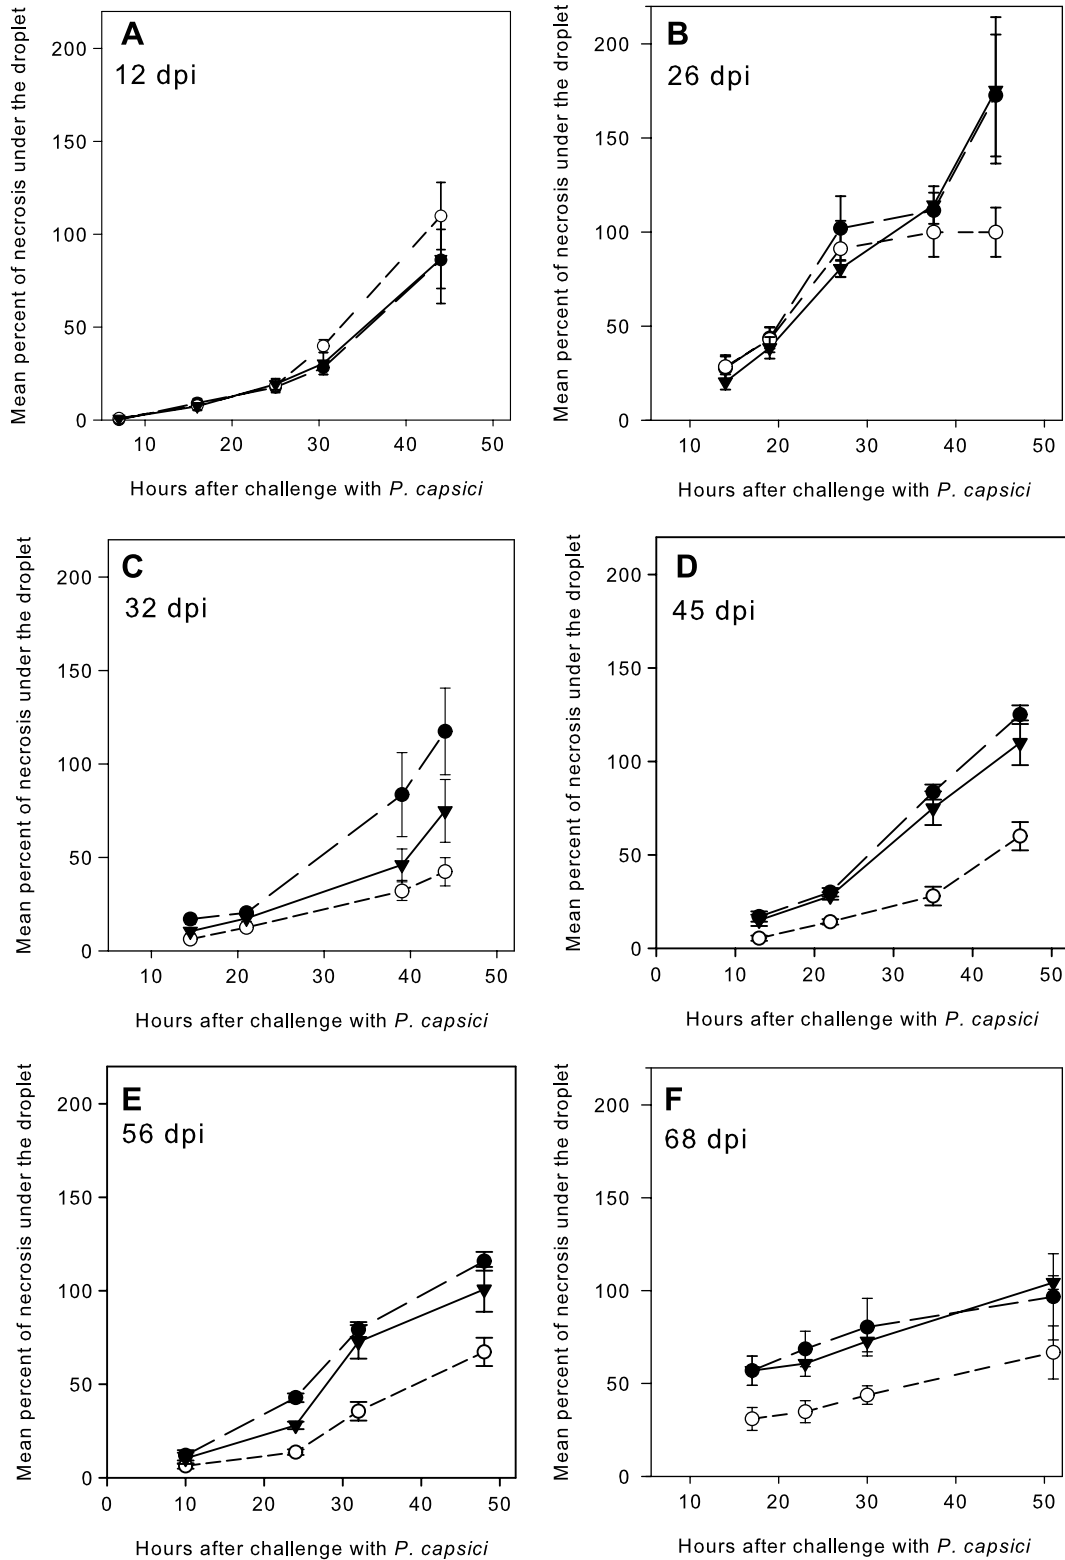 A
12 dpi
Mean percent of necrosis under the droplet
200
150
100
50
0
10 20 30 40 50
Hours after challenge with P. capsici
B
26 dpi
Mean percent of necrosis under the droplet
200
150
100
50
0
10 20 30 40 50
Hours after challenge with P. capsici
C
32 dpi
Mean percent of necrosis under the droplet
200
150
100
50
0
10 20 30 40 50
Hours after challenge with P. capsici
D
45 dpi
Mean percent of necrosis under the droplet
200
150
100
50
0
0 10 20 30 40 50
Hours after challenge with P. capsici
E
56 dpi
Mean percent of necrosis under the droplet
200
150
100
50
0
0 10 20 30 40 50
Hours after challenge with P. capsici
F
68 dpi
Mean percent of necrosis under the droplet
200
150
100
50
0
10 20 30 40 50
Hours after challenge with P. capsici